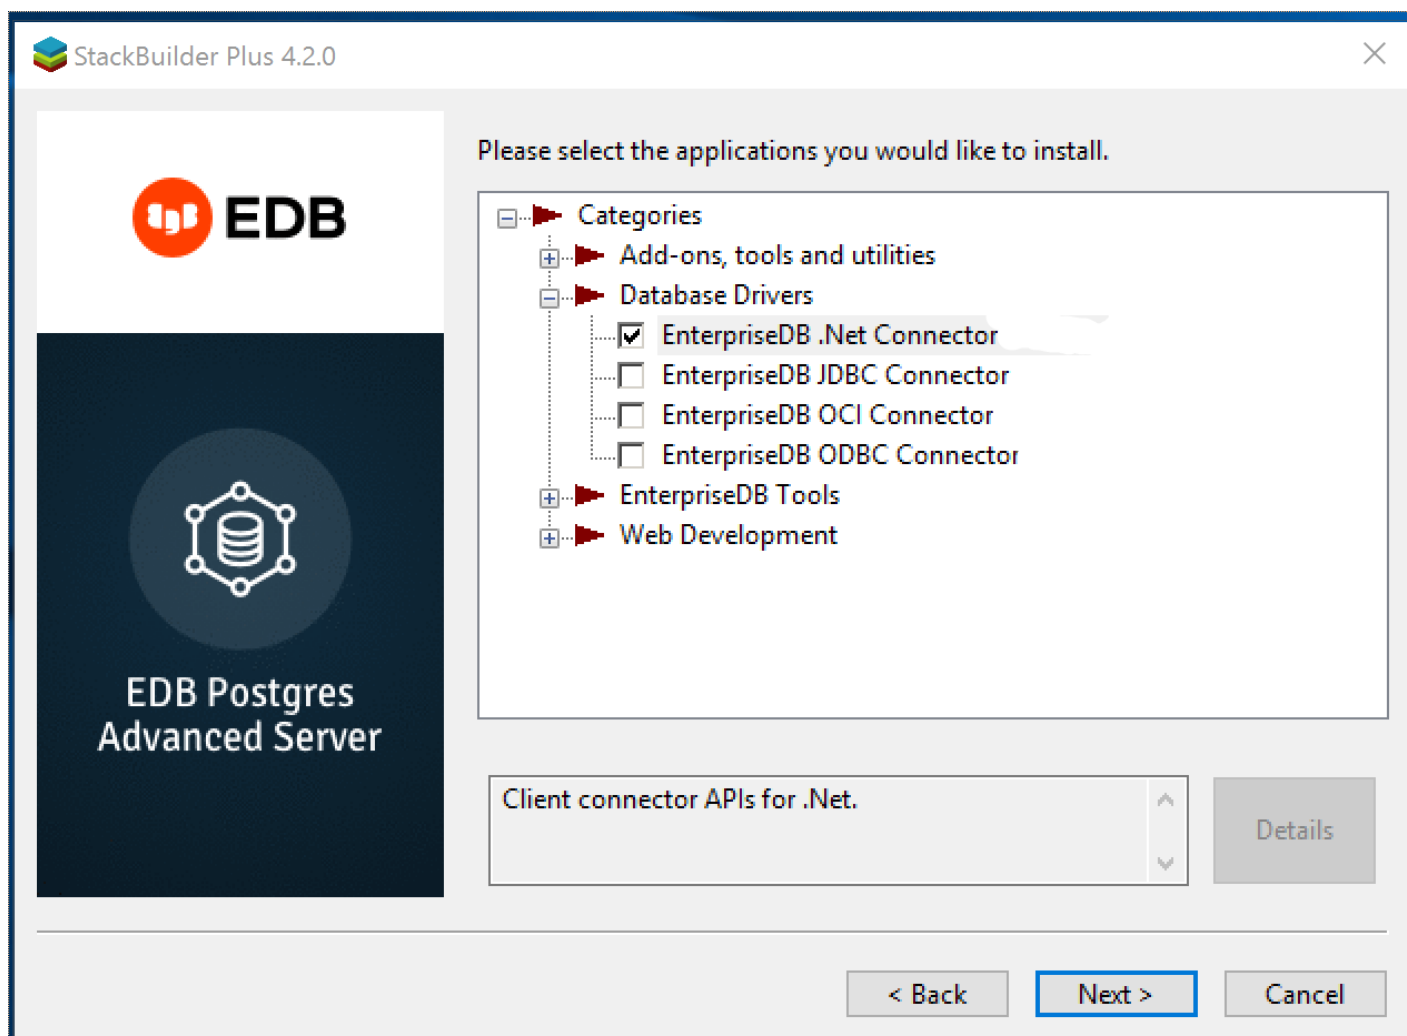 StackBuilder Plus 4.2.0
EDB
EDB Postgres
Advanced Server
Please select the applications you would like to install.
Categories
Add-ons, tools and utilities
Database Drivers
EnterpriseDB .Net Connector
EnterpriseDB JDBC Connector
EnterpriseDB OCI Connector
EnterpriseDB ODBC Connector
EnterpriseDB Tools
Web Development
Client connector APIs for .Net.
Details
< Back
Next >
Cancel